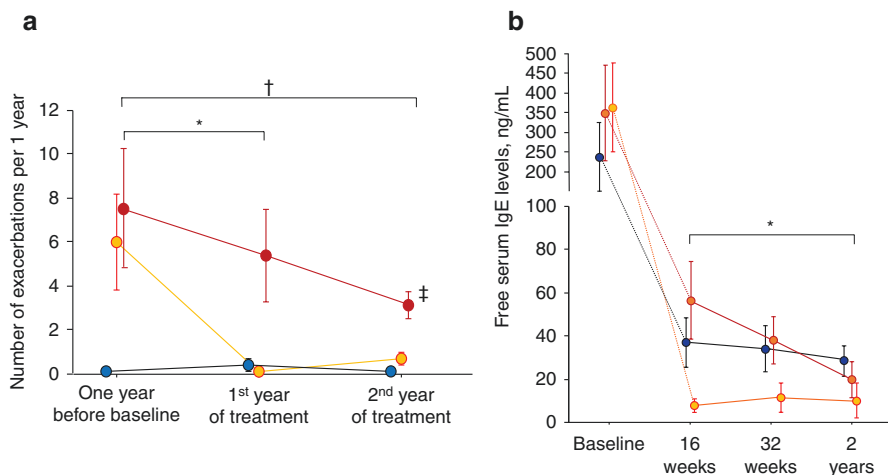 a
†
*
12
10
8
6
4
2
0
Number of exacerbations per 1 year
‡
One year
before baseline
1st year
of treatment
2nd year
of treatment
b
500
450
400
350
300
250
200
100
80
60
40
20
0
Free serum IgE levels, ng/mL
*
Baseline
16
weeks
32
weeks
2
years